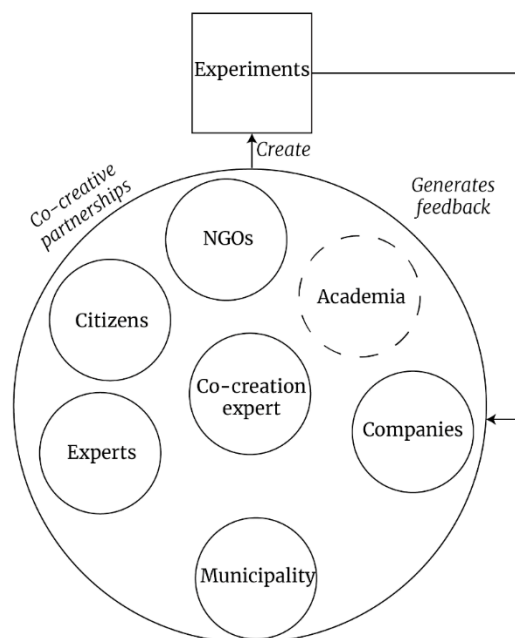 Experiments
Create
Co-creative
partnerships
Generates
feedback
NGOs
Academia
Citizens
Co-creation
expert
Companies
Experts
Municipality